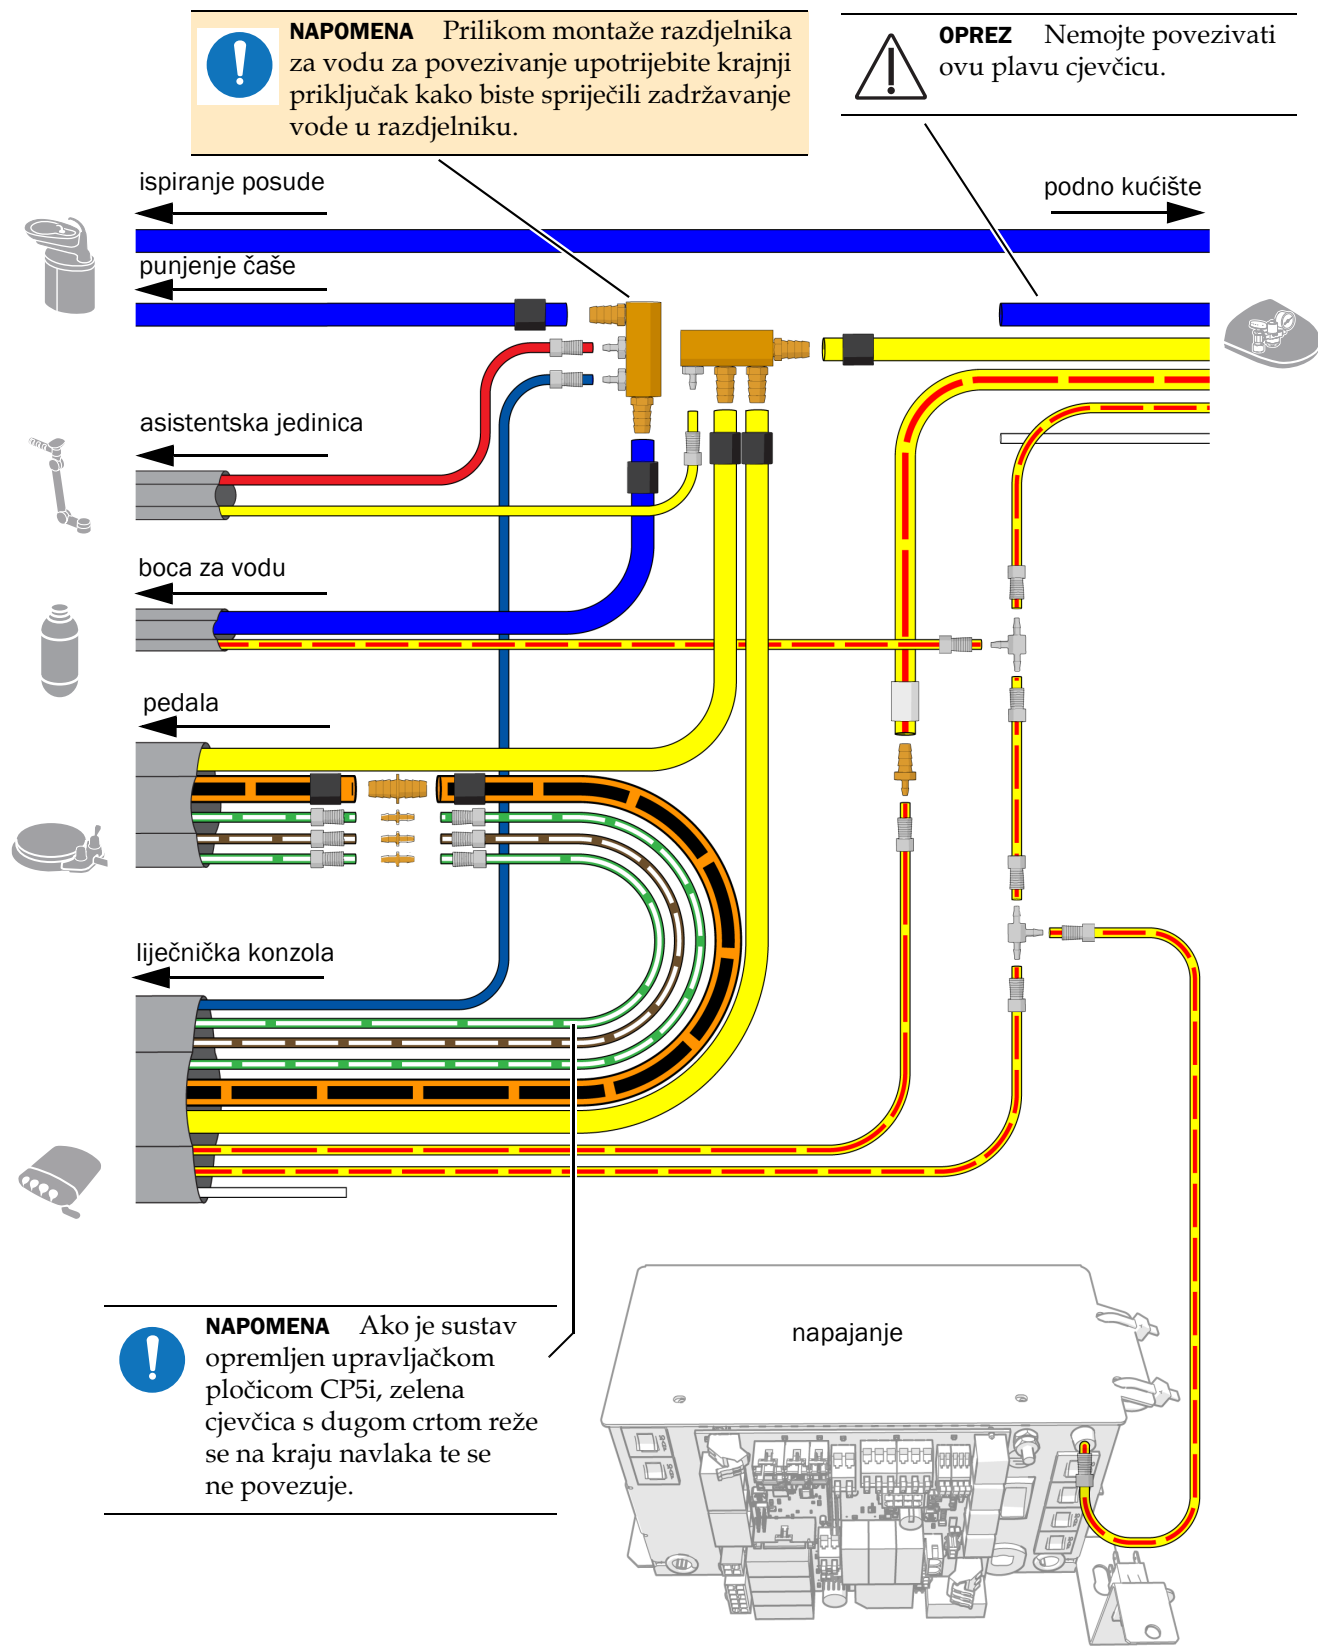 NAPOMENA Prilikom montaže razdjelnika
za vodu za povezivanje upotrijebite krajnji
priključak kako biste spriječili zadržavanje
vode u razdjelniku.
OPREZ Nemojte povezivati
ovu plavu cjevčicu.
ispiranje posude
podno kućište
punjenje čaše
asistentska jedinica
boca za vodu
pedala
liječnička konzola
napajanje
NAPOMENA Ako je sustav
opremljen upravljačkom
pločicom CP5i, zelena
cjevčica s dugom crtom reže
se na kraju navlaka te se
ne povezuje.